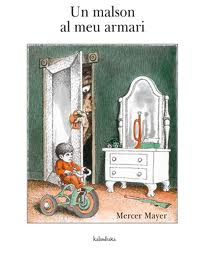 Un malson
al meu armari
Mercer Mayer
kalandraka